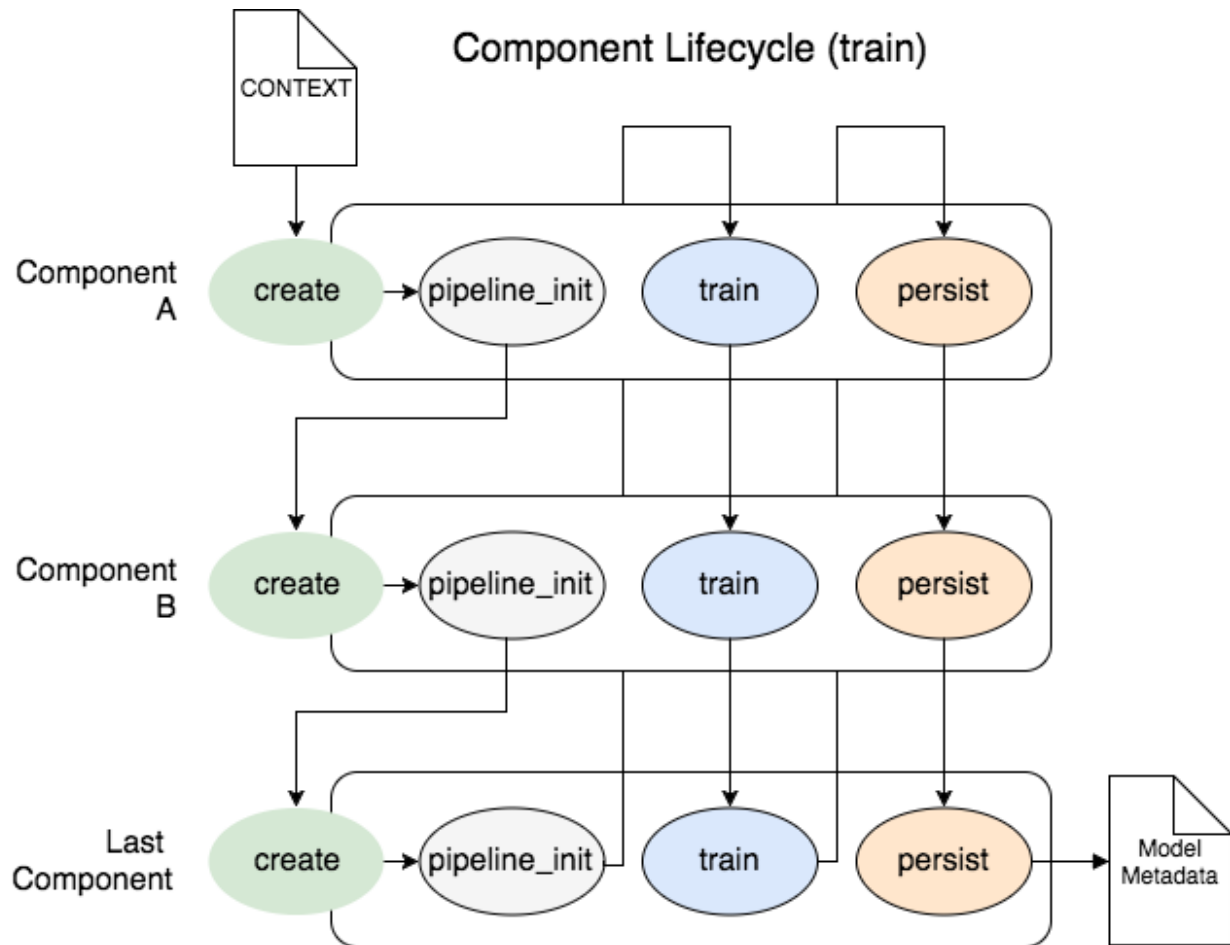 Component Lifecycle (train)
CONTEXT
Component
A
create
pipeline_init
train
persist
Component
B
create
pipeline_init
train
persist
Last
Component
create
pipeline_init
train
persist
Model
Metadata